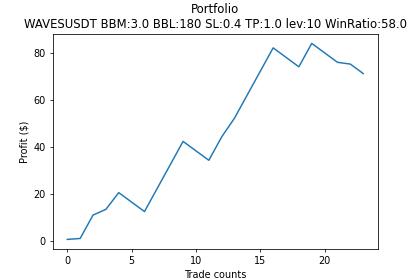 Portfolio
WAVESUSDT BBM:3.0 BBL:180 SL:0.4 TP:1.0 lev:10 WinRatio:58.0
80
60
40
20
0
Profit ($)
0 5 10 15 20
Trade counts